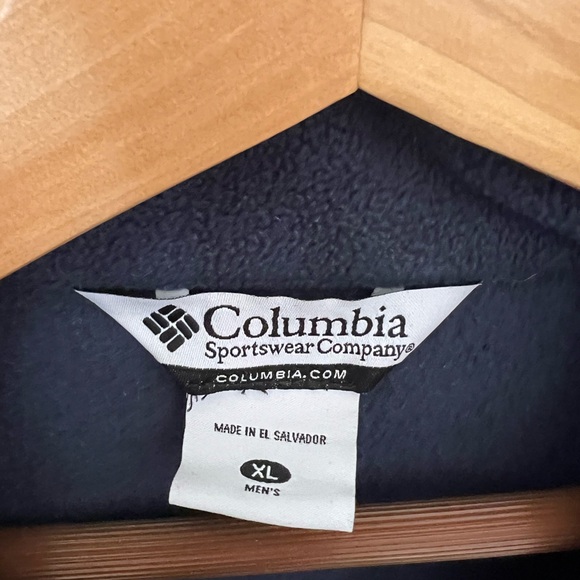 Columbia
Sportswear Company®
COLUMBIA.COM
MADE IN EL SALVADOR
XL
MEN'S